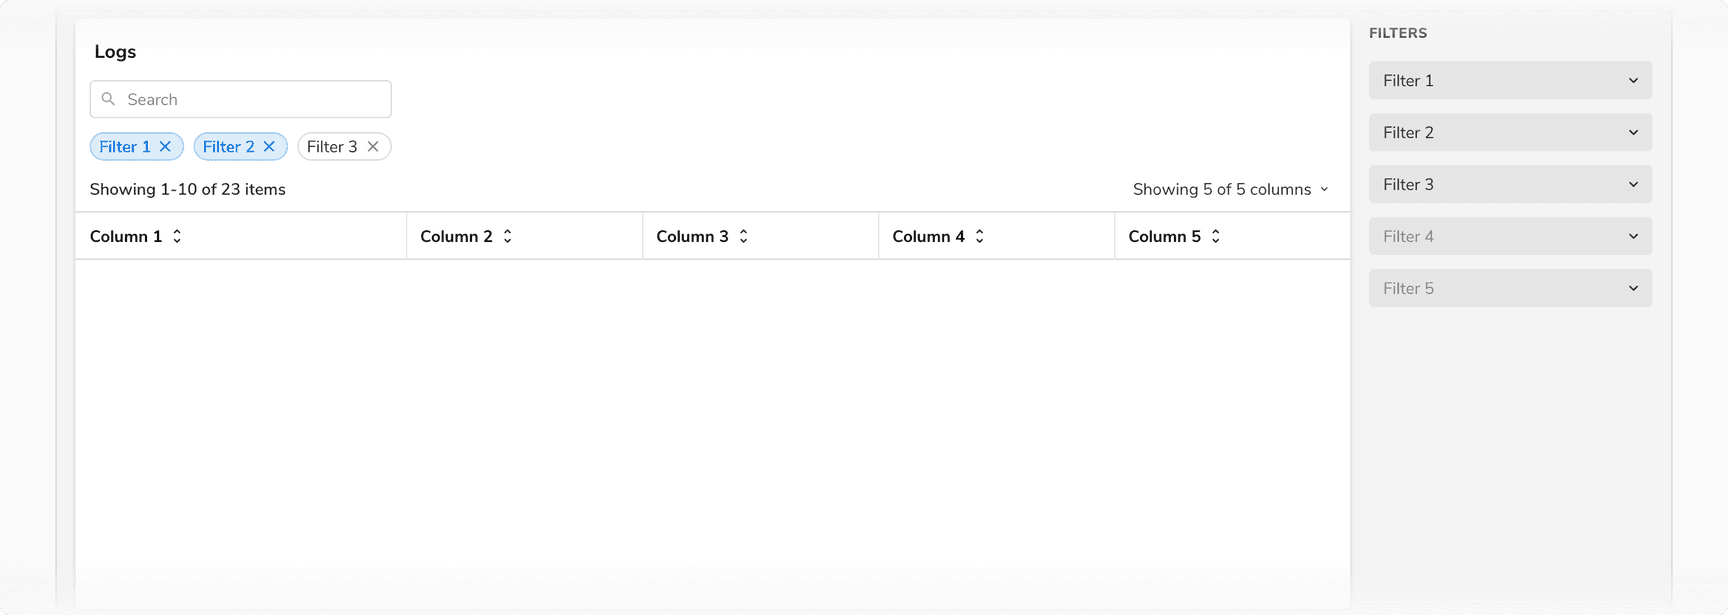 Logs
Search
Filter 1
Filter 2
Filter 3
Showing 1-10 of 23 items
Showing 5 of 5 columns
Column 1
Column 2
Column 3
Column 4
Column 5
FILTERS
Filter 1
Filter 2
Filter 3
Filter 4
Filter 5